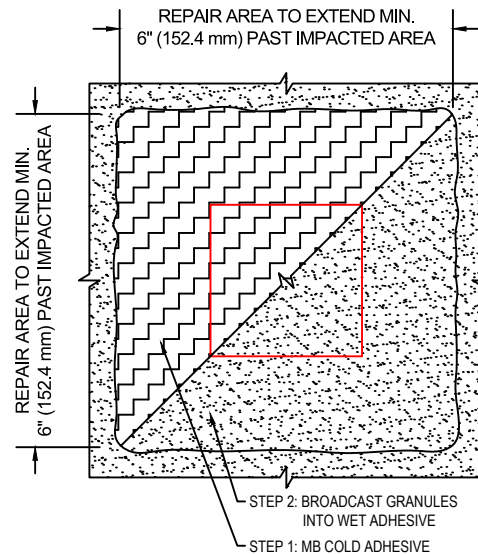 REPAIR AREA TO EXTEND MIN.
6" (152.4 mm) PAST IMPACTED AREA
REPAIR AREA TO EXTEND MIN.
6" (152.4 mm) PAST IMPACTED AREA
STEP 2: BROADCAST GRANULES
INTO WET ADHESIVE
STEP 1: MB COLD ADHESIVE